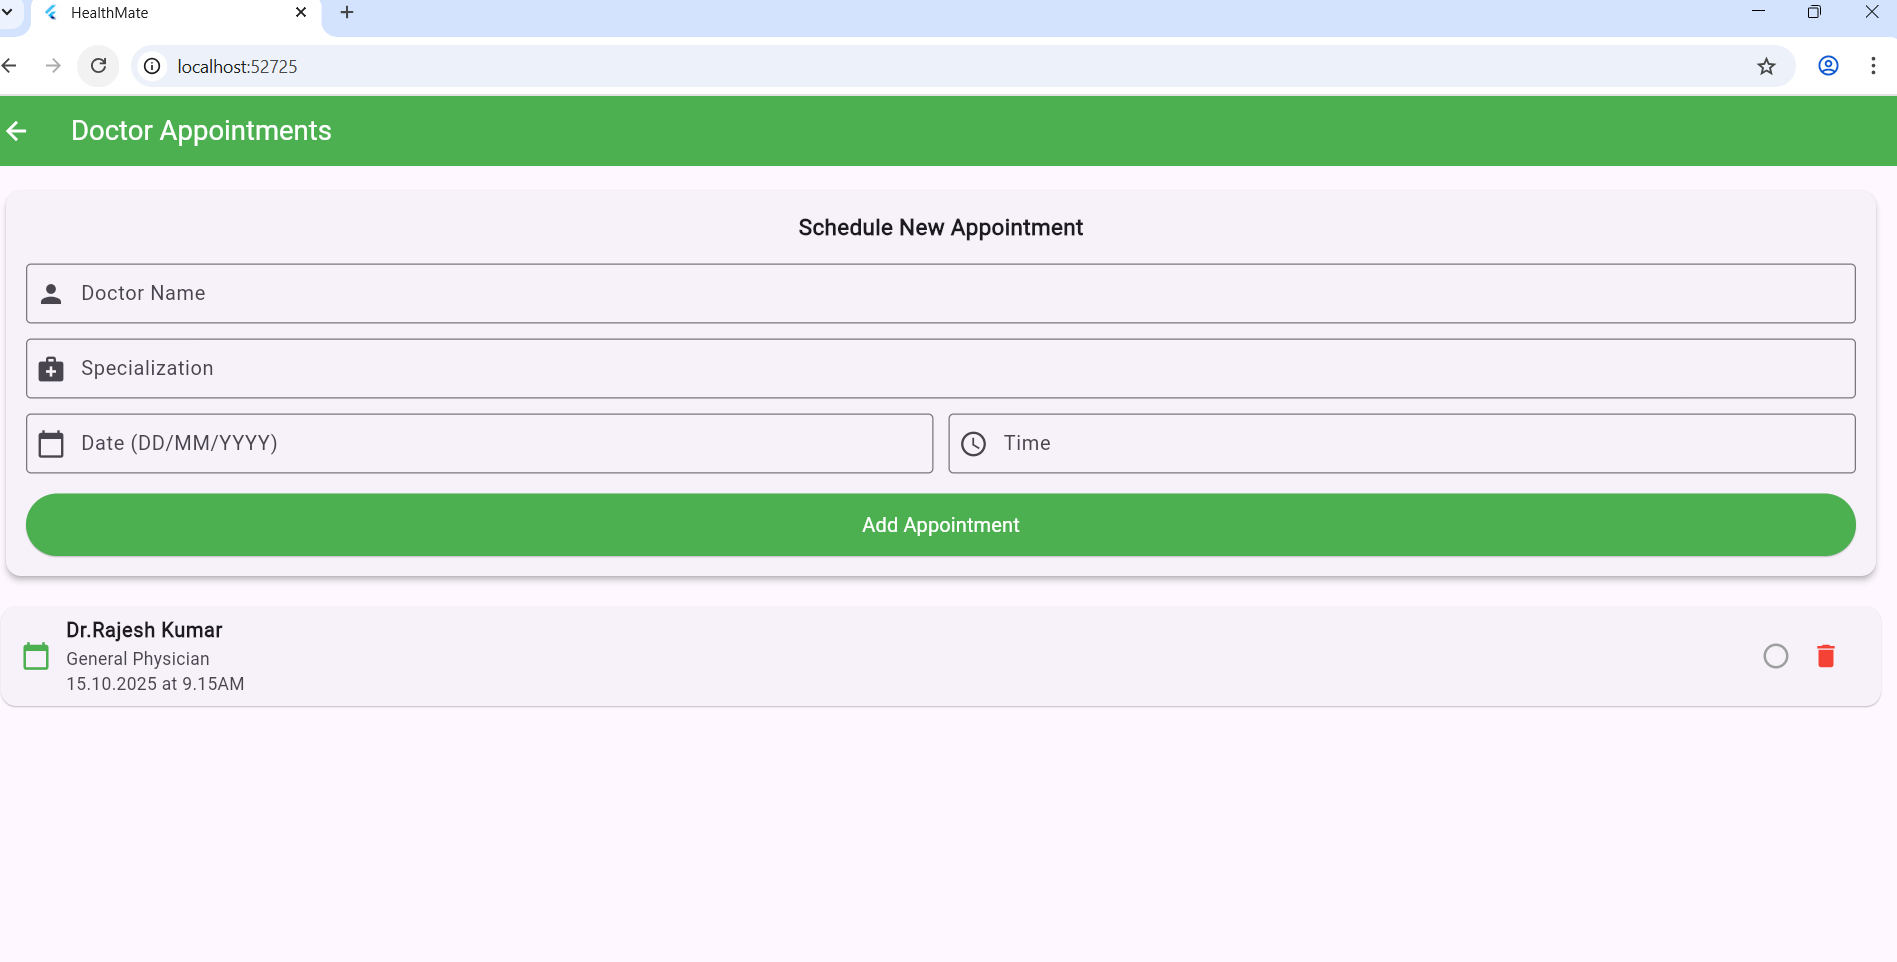 HealthMate
localhost:52725
Doctor Appointments
Schedule New Appointment
Doctor Name
Specialization
Date (DD/MM/YYYY)
Time
Add Appointment
Dr.Rajesh Kumar
General Physician
15.10.2025 at 9.15AM